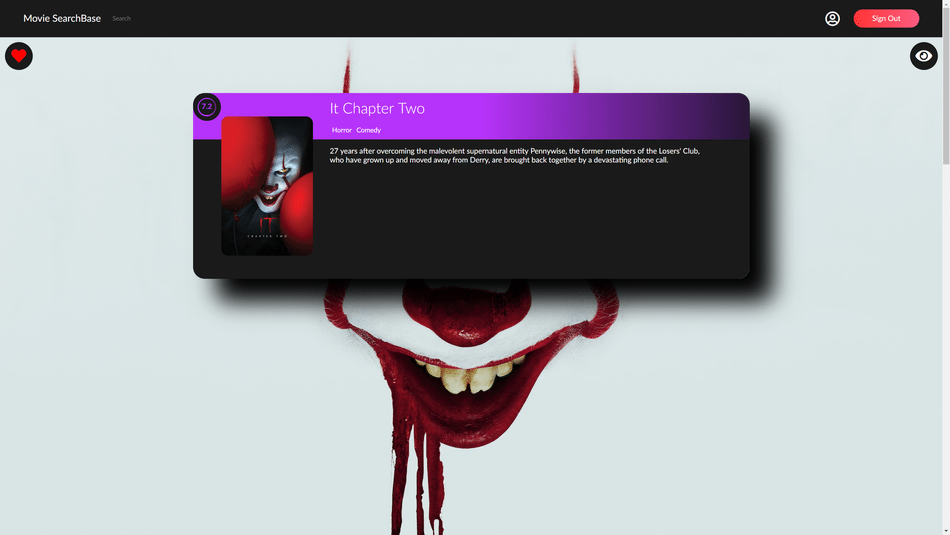 Movie SearchBase
Search
Sign Out
7.2
It Chapter Two
Horror Comedy
27 years after overcoming the malevolent supernatural entity Pennywise, the former members of the Losers' Club,
who have grown up and moved away from Derry, are brought back together by a devastating phone call.
IT
CHAPTER TWO